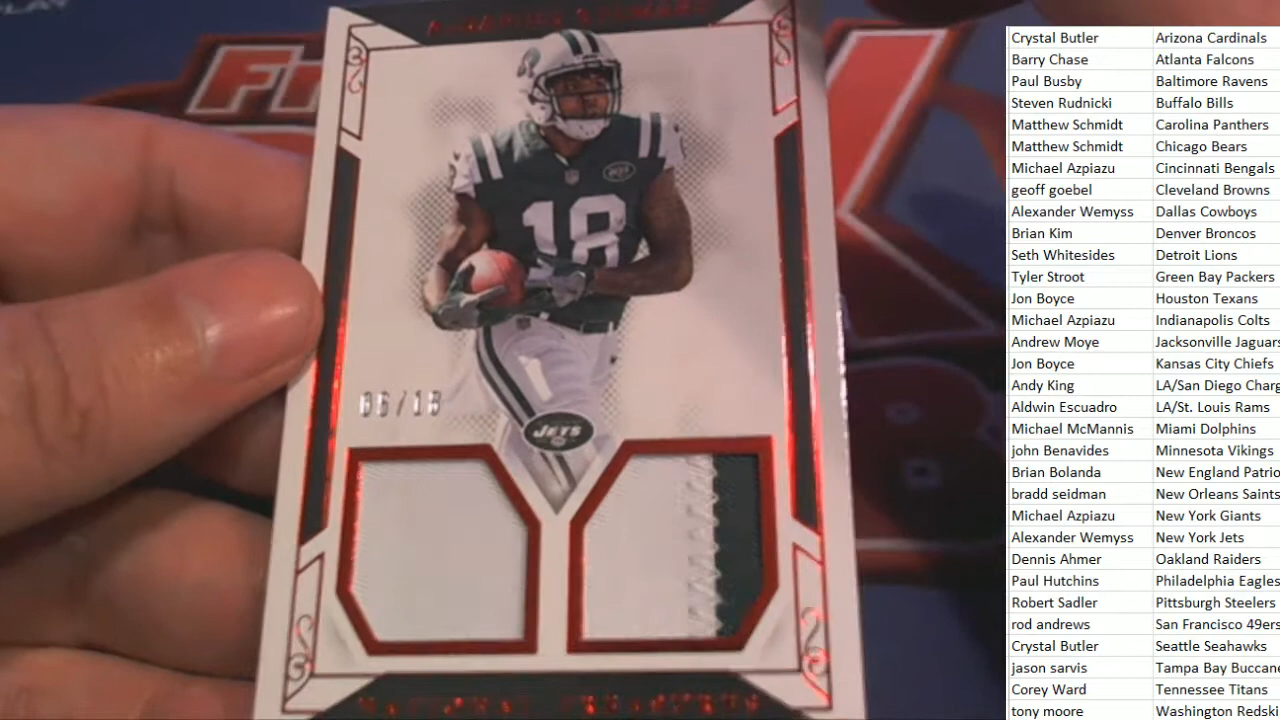 18
JETS
06/18
NATIONAL TREASURES
Crystal Butler Arizona Cardinals
Barry Chase Atlanta Falcons
Paul Busby Baltimore Ravens
Steven Rudnicki Buffalo Bills
Matthew Schmidt Carolina Panthers
Matthew Schmidt Chicago Bears
Michael Azpiazu Cincinnati Bengals
geoff goebel Cleveland Browns
Alexander Wemyss Dallas Cowboys
Brian Kim Denver Broncos
Seth Whitesides Detroit Lions
Tyler Stroot Green Bay Packers
Jon Boyce Houston Texans
Michael Azpiazu Indianapolis Colts
Andrew Moye Jacksonville Jaguars
Jon Boyce Kansas City Chiefs
Andy King LA/San Diego Charg
Aldwin Escuadro LA/St. Louis Rams
Michael McMannis Miami Dolphins
john Benavides Minnesota Vikings
Brian Bolanda New England Patrio
bradd seidman New Orleans Saints
Michael Azpiazu New York Giants
Alexander Wemyss New York Jets
Dennis Ahmer Oakland Raiders
Paul Hutchins Philadelphia Eagles
Robert Sadler Pittsburgh Steelers
rod andrews San Francisco 49ers
Crystal Butler Seattle Seahawks
jason sarvis Tampa Bay Buccane
Corey Ward Tennessee Titans
tony moore Washington Redski